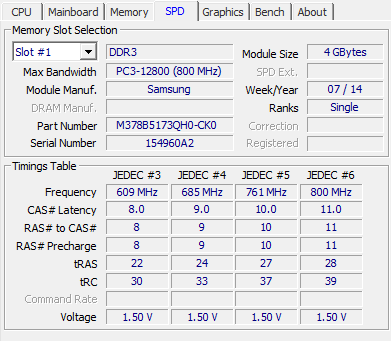 CPU Mainboard Memory SPD Graphics Bench About
Memory Slot Selection
Slot #1 DDR3 Module Size 4 GBytes
Max Bandwidth PC3-12800 (800 MHz) SPD Ext.
Module Manuf. Samsung Week/Year 07 / 14
DRAM Manuf. Ranks Single
Part Number M378B5173QH0-CK0 Correction
Serial Number 154960A2 Registered
Timings Table
JEDEC #3 JEDEC #4 JEDEC #5 JEDEC #6
Frequency 609 MHz 685 MHz 761 MHz 800 MHz
CAS# Latency 8.0 9.0 10.0 11.0
RAS# to CAS# 8 9 10 11
RAS# Precharge 8 9 10 11
tRAS 22 24 27 28
tRC 30 33 37 39
Command Rate
Voltage 1.50 V 1.50 V 1.50 V 1.50 V